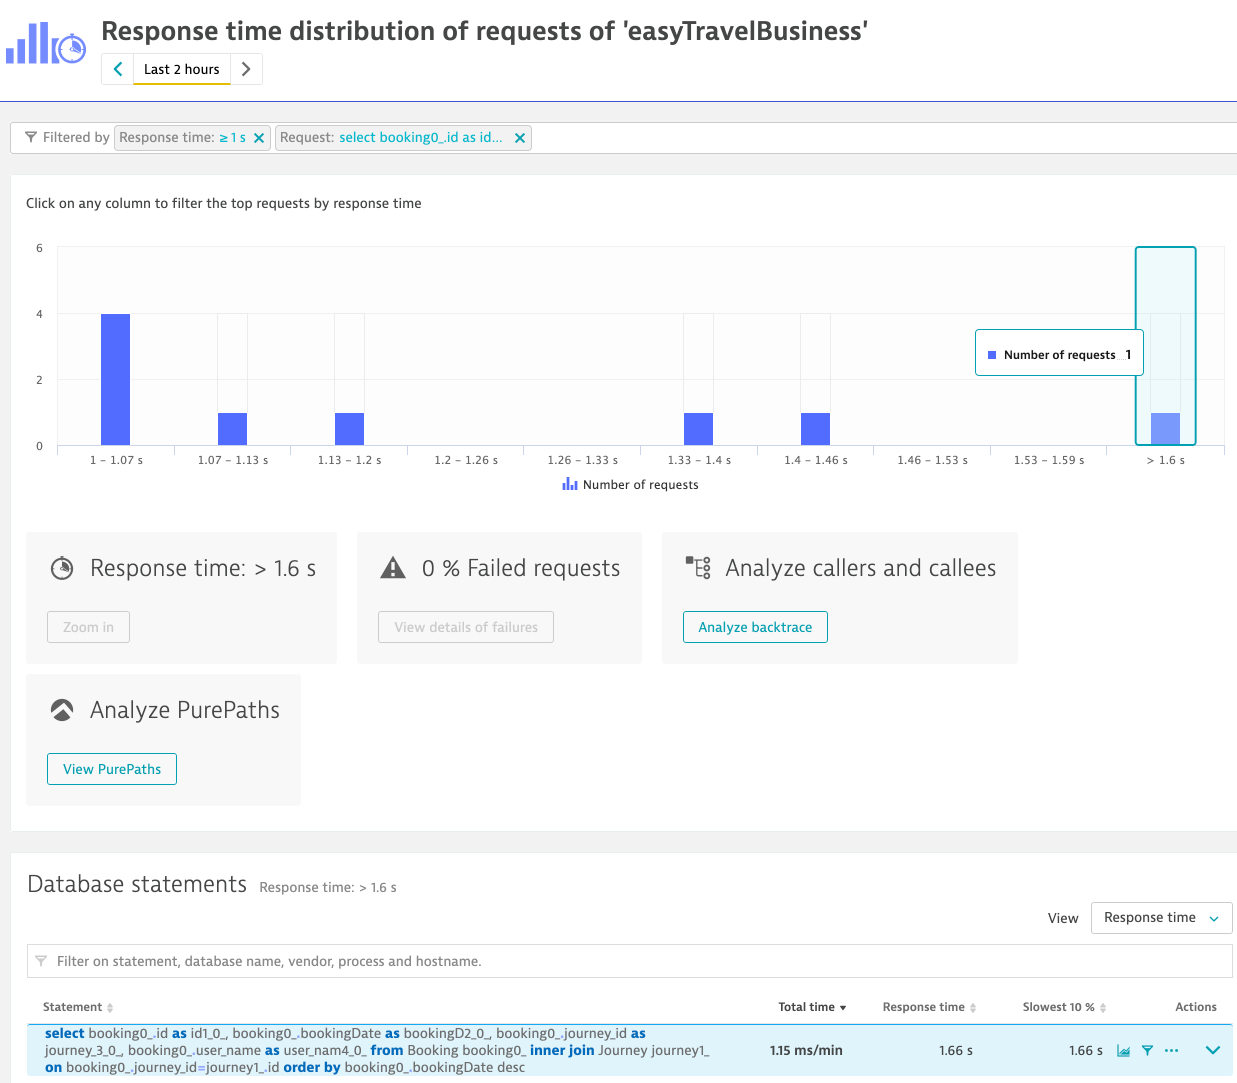 Response time distribution of requests of 'easyTravelBusiness'
Last 2 hours
Filtered by Response time: ≥ 1 s Request: select booking0_.id as id...
Click on any column to filter the top requests by response time
6
4
2
0
Number of requests 1
1 – 1.07 s 1.07 – 1.13 s 1.13 – 1.2 s 1.2 – 1.26 s 1.26 – 1.33 s 1.33 – 1.4 s 1.4 – 1.46 s 1.46 – 1.53 s 1.53 – 1.59 s > 1.6 s
Number of requests
Response time: > 1.6 s
Zoom in
0 % Failed requests
View details of failures
Analyze callers and callees
Analyze backtrace
Analyze PurePaths
View PurePaths
Database statements Response time: > 1.6 s
View Response time
Filter on statement, database name, vendor, process and hostname.
Statement Total time Response time Slowest 10 % Actions
select booking0_.id as id1_0_, booking0_.bookingDate as bookingD2_0_, booking0_.journey_id as
journey_3_0_, booking0_.user_name as user_nam4_0_ from Booking booking0_ inner join Journey journey1_
on booking0_.journey_id=journey1_.id order by booking0_.bookingDate desc
1.15 ms/min 1.66 s 1.66 s